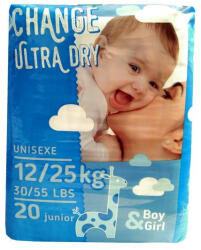 CHANGE
ULTRA DRY
UNISEXE
12/25kg
30/55 LBS
20 junior
& Boy
Girl